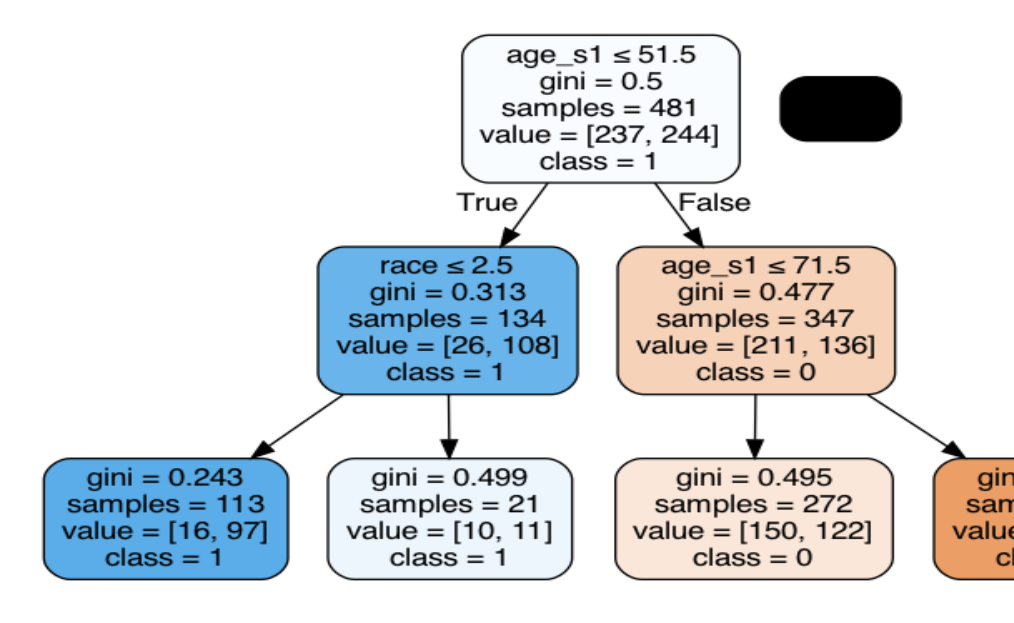 age_s1 ≤ 51.5
gini = 0.5
samples = 481
value = [237, 244]
class = 1
True
False
race ≤ 2.5
gini = 0.313
samples = 134
value = [26, 108]
class = 1
age_s1 ≤ 71.5
gini = 0.477
samples = 347
value = [211, 136]
class = 0
gini = 0.243
samples = 113
value = [16, 97]
class = 1
gini = 0.499
samples = 21
value = [10, 11]
class = 1
gini = 0.495
samples = 272
value = [150, 122]
class = 0